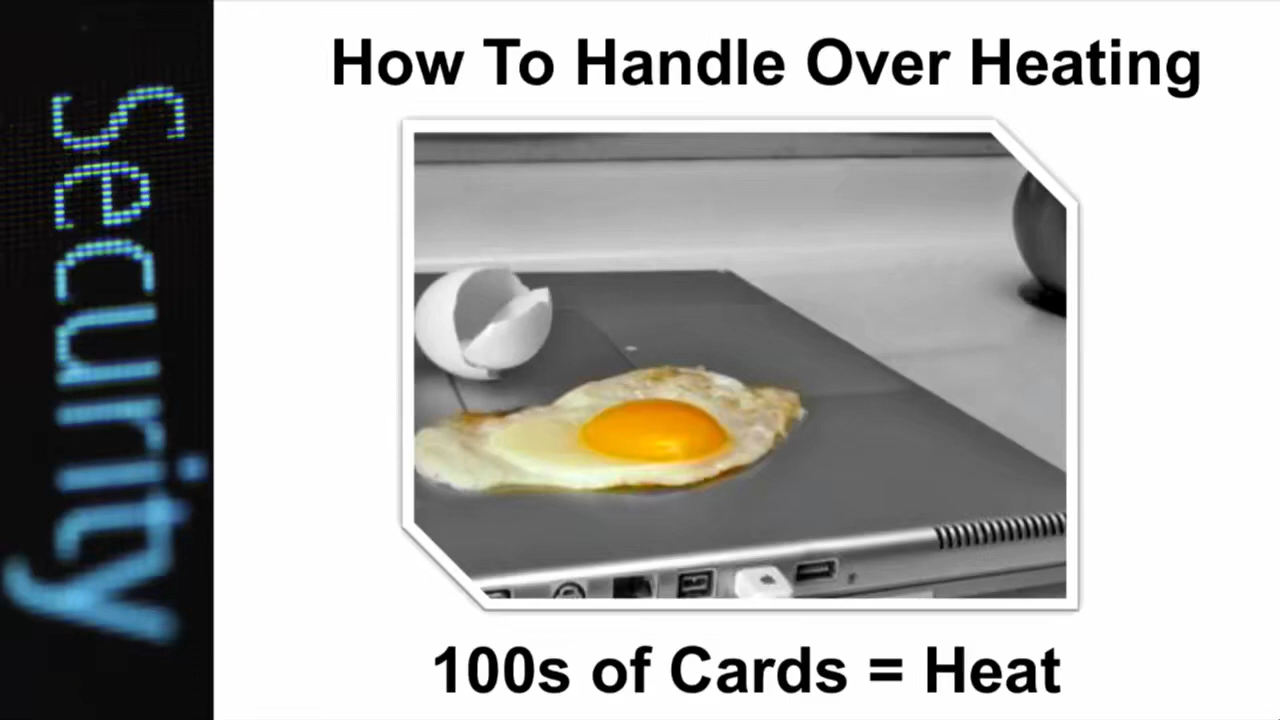 Security
How To Handle Over Heating
100s of Cards = Heat